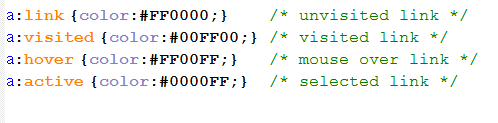 a:link {color:#FF0000;}    /* unvisited link */
a:visited {color:#00FF00;} /* visited link */
a:hover {color:#FF00FF;}   /* mouse over link */
a:active {color:#0000FF;}  /* selected link */